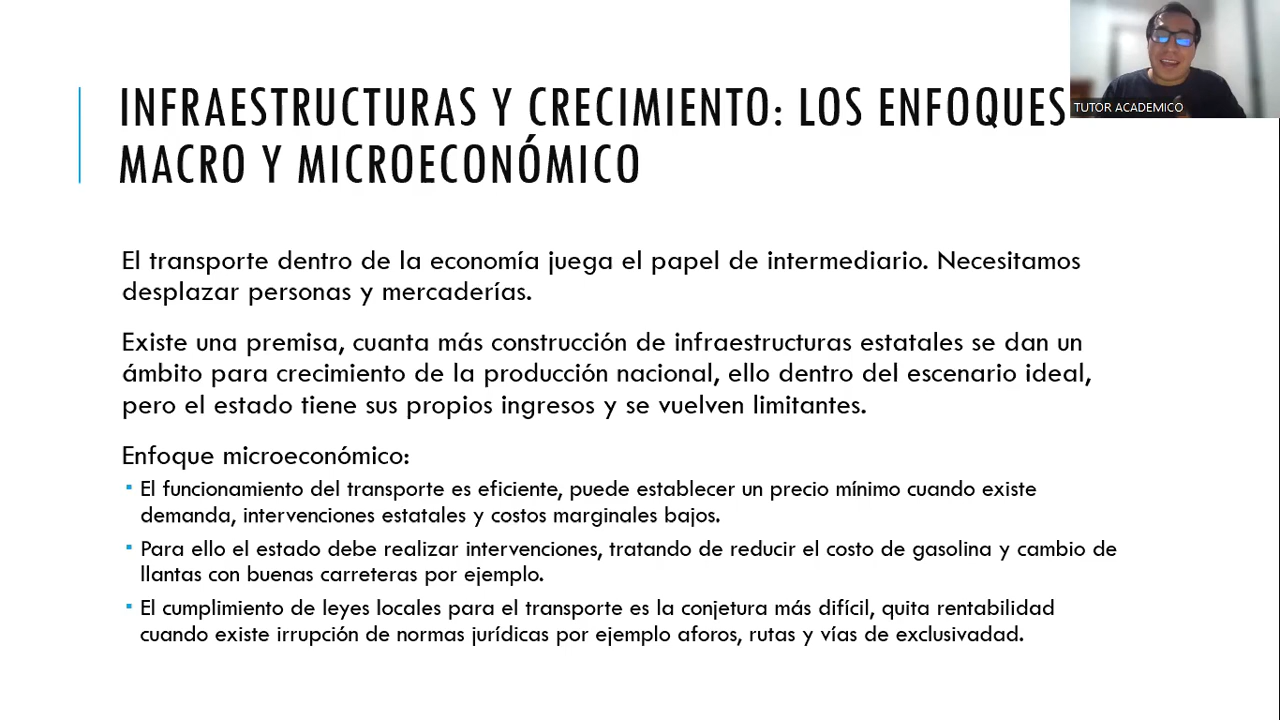 INFRAESTRUCTURAS Y CRECIMIENTO: LOS ENFOQUES
MACRO Y MICROECONÓMICO
TUTOR ACADEMICO
El transporte dentro de la economía juega el papel de intermediario. Necesitamos
desplazar personas y mercaderías.
Existe una premisa, cuanta más construcción de infraestructuras estatales se dan un
ámbito para crecimiento de la producción nacional, ello dentro del escenario ideal,
pero el estado tiene sus propios ingresos y se vuelven limitantes.
Enfoque microeconómico:
▪ El funcionamiento del transporte es eficiente, puede establecer un precio mínimo cuando existe
demanda, intervenciones estatales y costos marginales bajos.
▪ Para ello el estado debe realizar intervenciones, tratando de reducir el costo de gasolina y cambio de
llantas con buenas carreteras por ejemplo.
▪ El cumplimiento de leyes locales para el transporte es la conjetura más difícil, quita rentabilidad
cuando existe irrupción de normas jurídicas por ejemplo aforos, rutas y vías de exclusivadad.